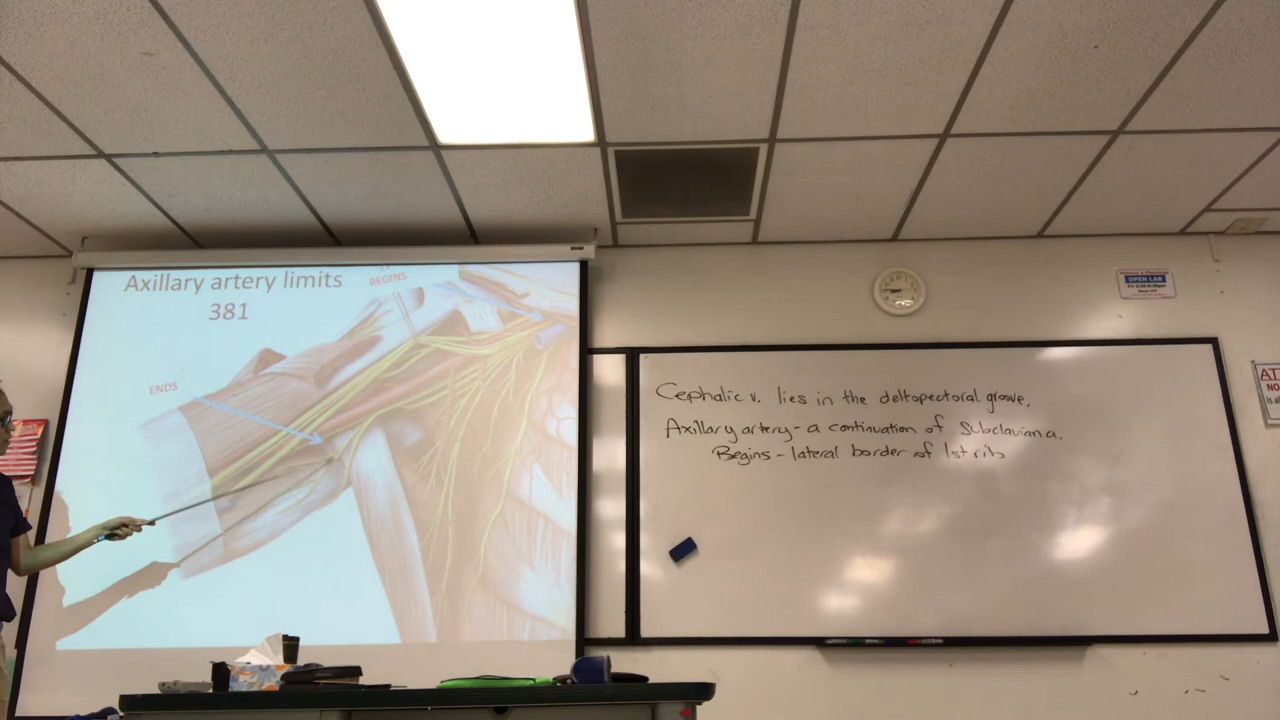 Axillary artery limits
381
BEGINS
ENDS
Cephalic v. lies in the deltopectoral groove.
Axillary artery - a continuation of subclavian a.
Begins - lateral border of 1st rib
OPEN LAB